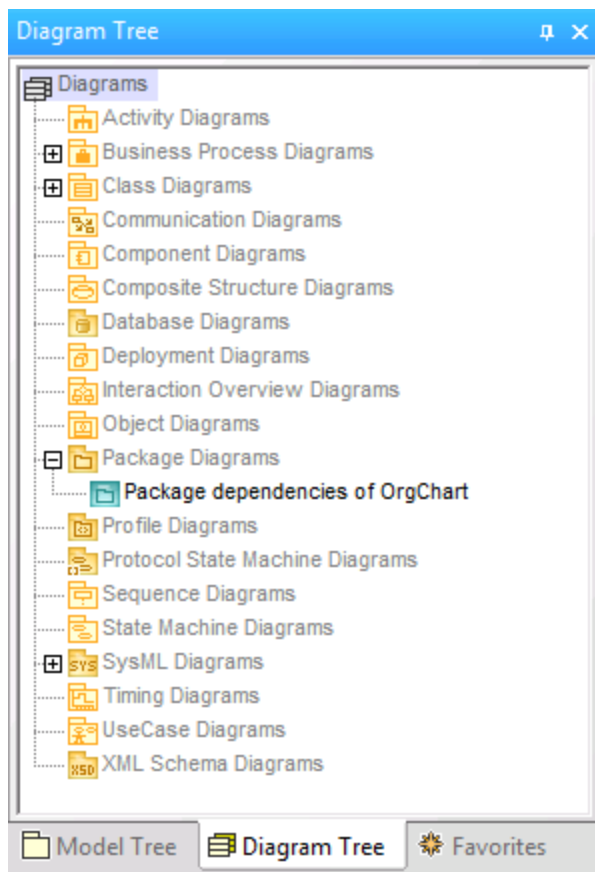 Diagram Tree
Diagrams
Activity Diagrams
Business Process Diagrams
Class Diagrams
Communication Diagrams
Component Diagrams
Composite Structure Diagrams
Database Diagrams
Deployment Diagrams
Interaction Overview Diagrams
Object Diagrams
Package Diagrams
Package dependencies of OrgChart
Profile Diagrams
Protocol State Machine Diagrams
Sequence Diagrams
State Machine Diagrams
SYS SysML Diagrams
Timing Diagrams
UseCase Diagrams
XSD XML Schema Diagrams
Model Tree Diagram Tree Favorites